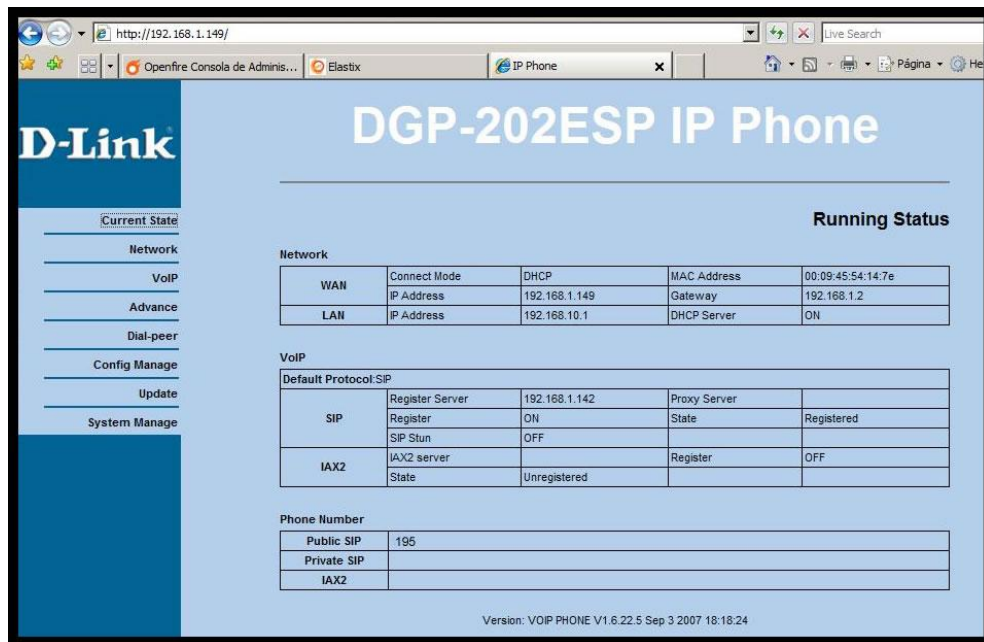 http://192.168.1.149/
Live Search
Openfire Consola de Adminis...
Elastix
IP Phone
Página
He
D-Link
DGP-202ESP IP Phone
Current State
Network
VoIP
Advance
Dial-peer
Config Manage
Update
System Manage
Running Status
Network
WAN Connect Mode DHCP MAC Address 00:09:45:54:14:7e
IP Address 192.168.1.149 Gateway 192.168.1.2
LAN IP Address 192.168.10.1 DHCP Server ON
VoIP
Default Protocol:SIP
SIP Register Server 192.168.1.142 Proxy Server
Register ON State Registered
SIP Stun OFF
IAX2 IAX2 server Register OFF
State Unregistered
Phone Number
Public SIP 195
Private SIP
IAX2
Version: VOIP PHONE V1.6.22.5 Sep 3 2007 18:18:24